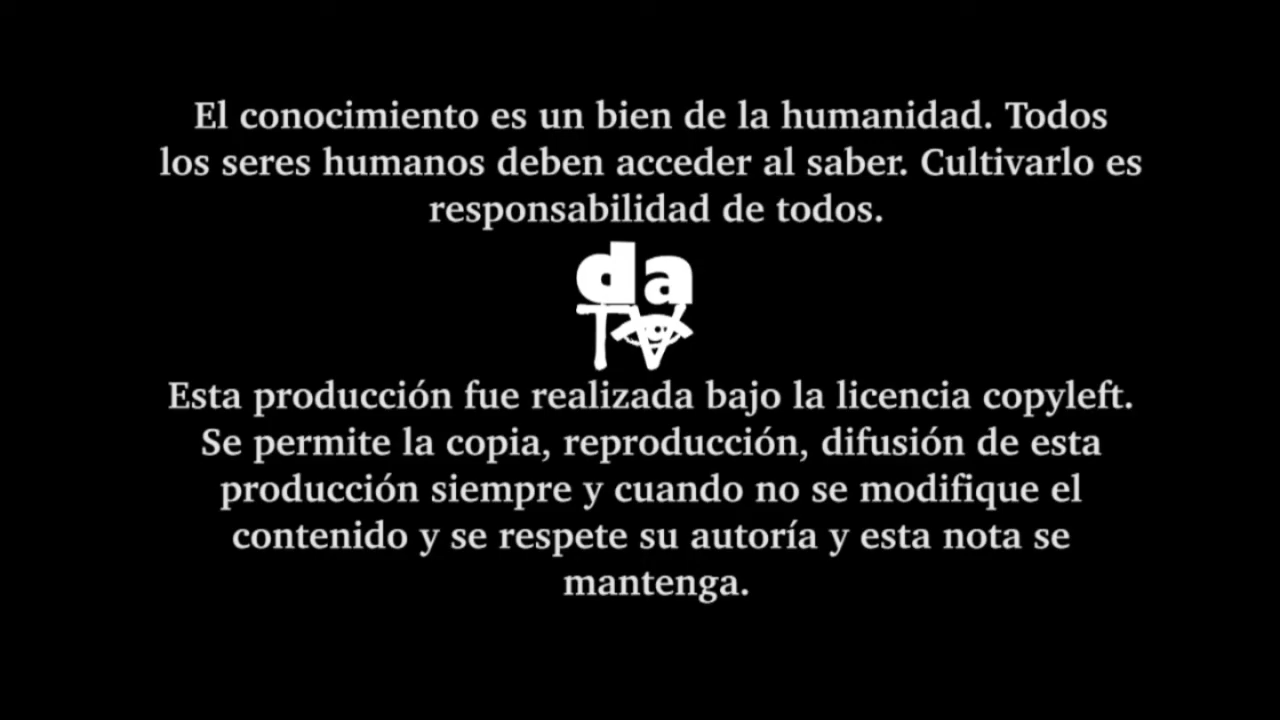 El conocimiento es un bien de la humanidad. Todos
los seres humanos deben acceder al saber. Cultivarlo es
responsabilidad de todos.
da
TV
Esta producción fue realizada bajo la licencia copyleft.
Se permite la copia, reproducción, difusión de esta
producción siempre y cuando no se modifique el
contenido y se respete su autoría y esta nota se
mantenga.